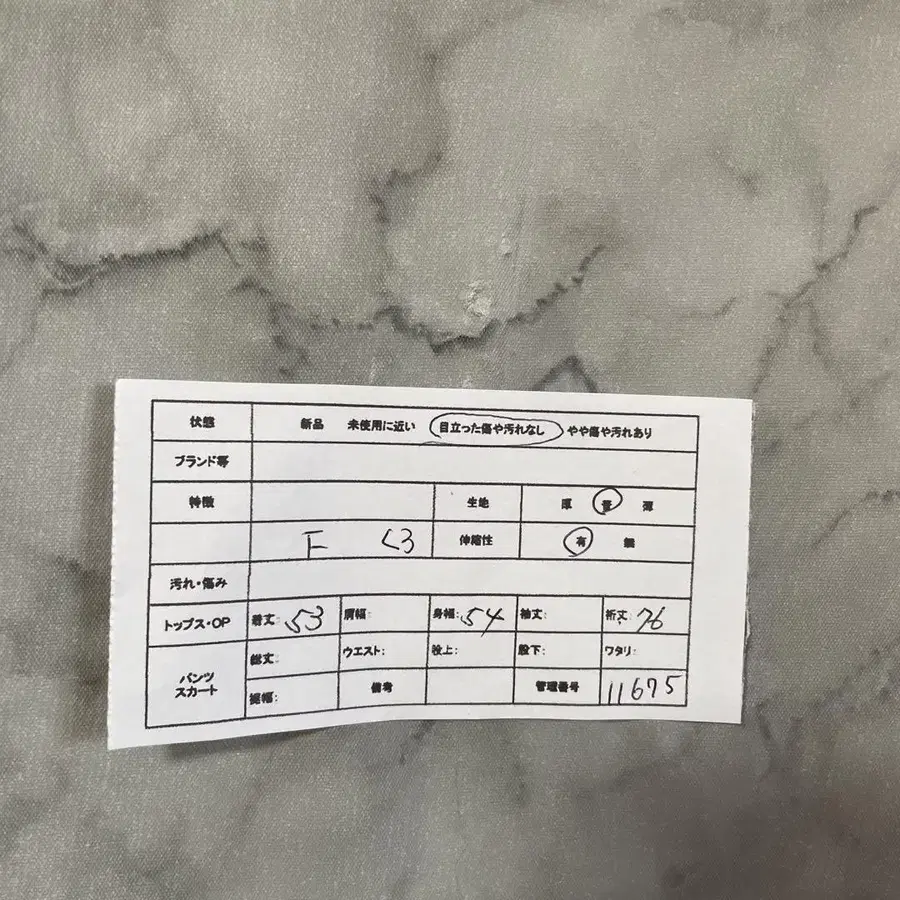 状態 新品 未使用に近い 目立った傷や汚れなし やや傷や汚れあり
ブランド等
特徴 生地 厚 普 薄
F <3 伸縮性 有 無
汚れ・傷み
トップス・OP 着丈: 53 肩幅: 身幅: 54 袖丈: 裄丈: 76
パンツ スカート 総丈: ウエスト: 股上: 股下: ワタリ:
裾幅: 備考 管理番号 11675